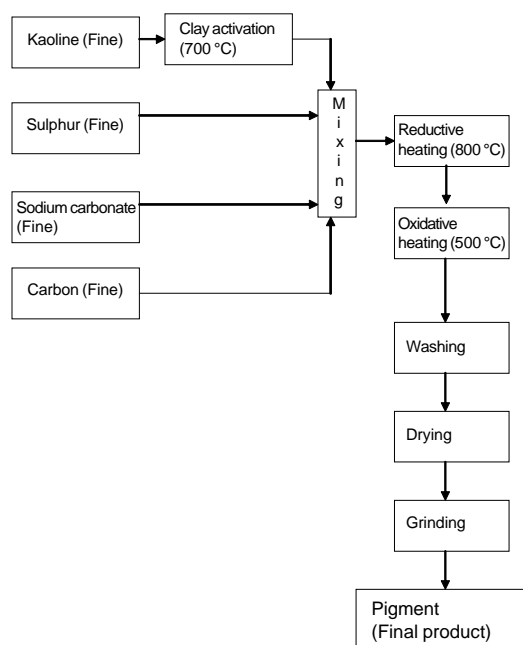 Kaoline (Fine)
Clay activation
(700 °C)
Sulphur (Fine)
Sodium carbonate
(Fine)
Carbon (Fine)
Mixing
Reductive
heating (800 °C)
Oxidative
heating (500 °C)
Washing
Drying
Grinding
Pigment
(Final product)